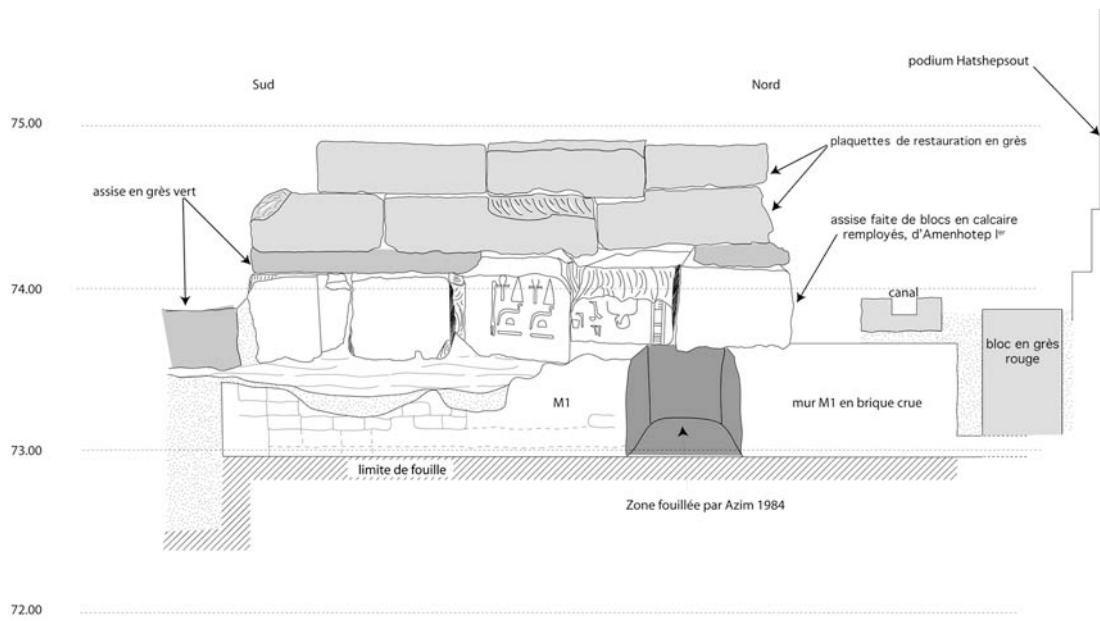 podium Hatshepsout
Sud
Nord
75.00
plaquettes de restauration en grès
assise en grès vert
assise faite de blocs en calcaire
remployés, d'Amenhotep Iᵉʳ
74.00
canal
bloc en grès
rouge
M1
mur M1 en brique crue
73.00
limite de fouille
Zone fouillée par Azim 1984
72.00